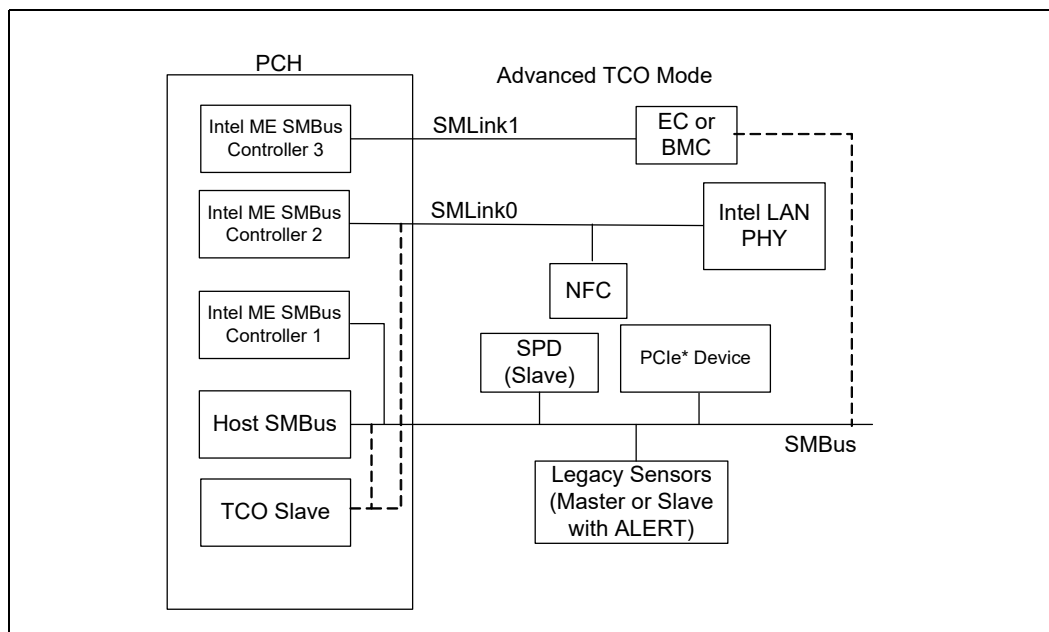 PCH
Advanced TCO Mode
Intel ME SMBus
Controller 3
SMLink1
EC or
BMC
Intel ME SMBus
Controller 2
SMLink0
Intel LAN
PHY
NFC
Intel ME SMBus
Controller 1
SPD
(Slave)
PCIe* Device
Host SMBus
SMBus
TCO Slave
Legacy Sensors
(Master or Slave
with ALERT)